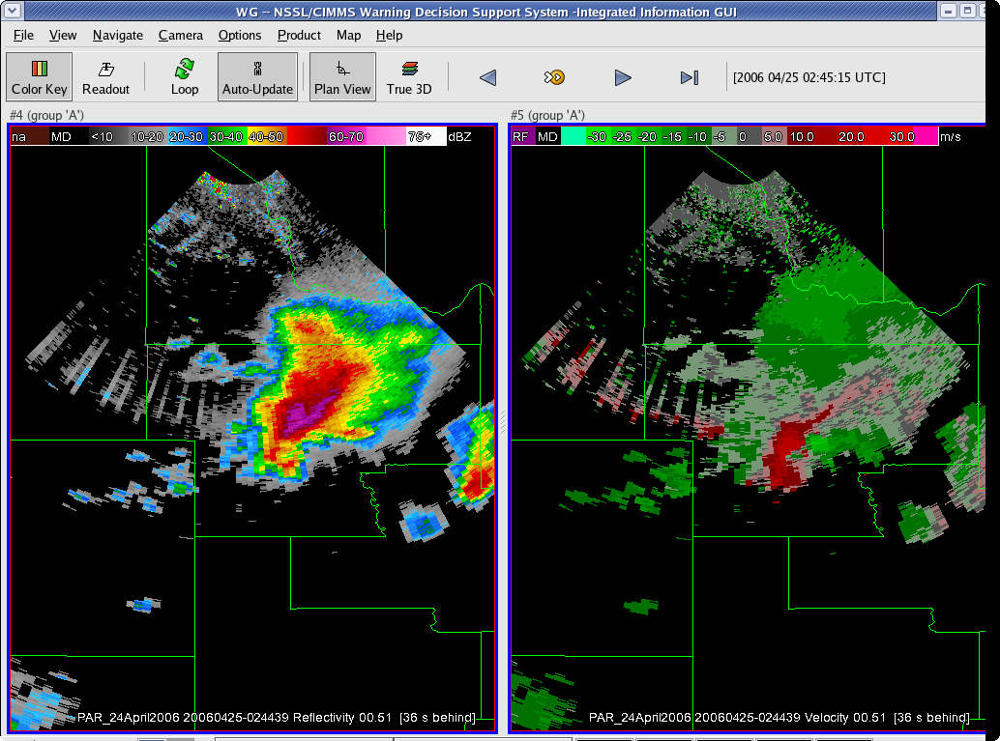 WG -- NSSL/CIMMS Warning Decision Support System -Integrated Information GUI
File View Navigate Camera Options Product Map Help
Color Key Readout Loop Auto-Update Plan View True 3D [2006 04/25 02:45:15 UTC]
#4 (group 'A')
na MD <10 10-20 20-30 30-40 40-50 60-70 75+ dBZ
PAR_24April2006 20060425-024439 Reflectivity 00.51 [36 s behind]
#5 (group 'A')
RF MD -30 -25 -20 -15 -10 -5 0 5.0 10.0 20.0 30.0 m/s
PAR_24April2006 20060425-024439 Velocity 00.51 [36 s behind]